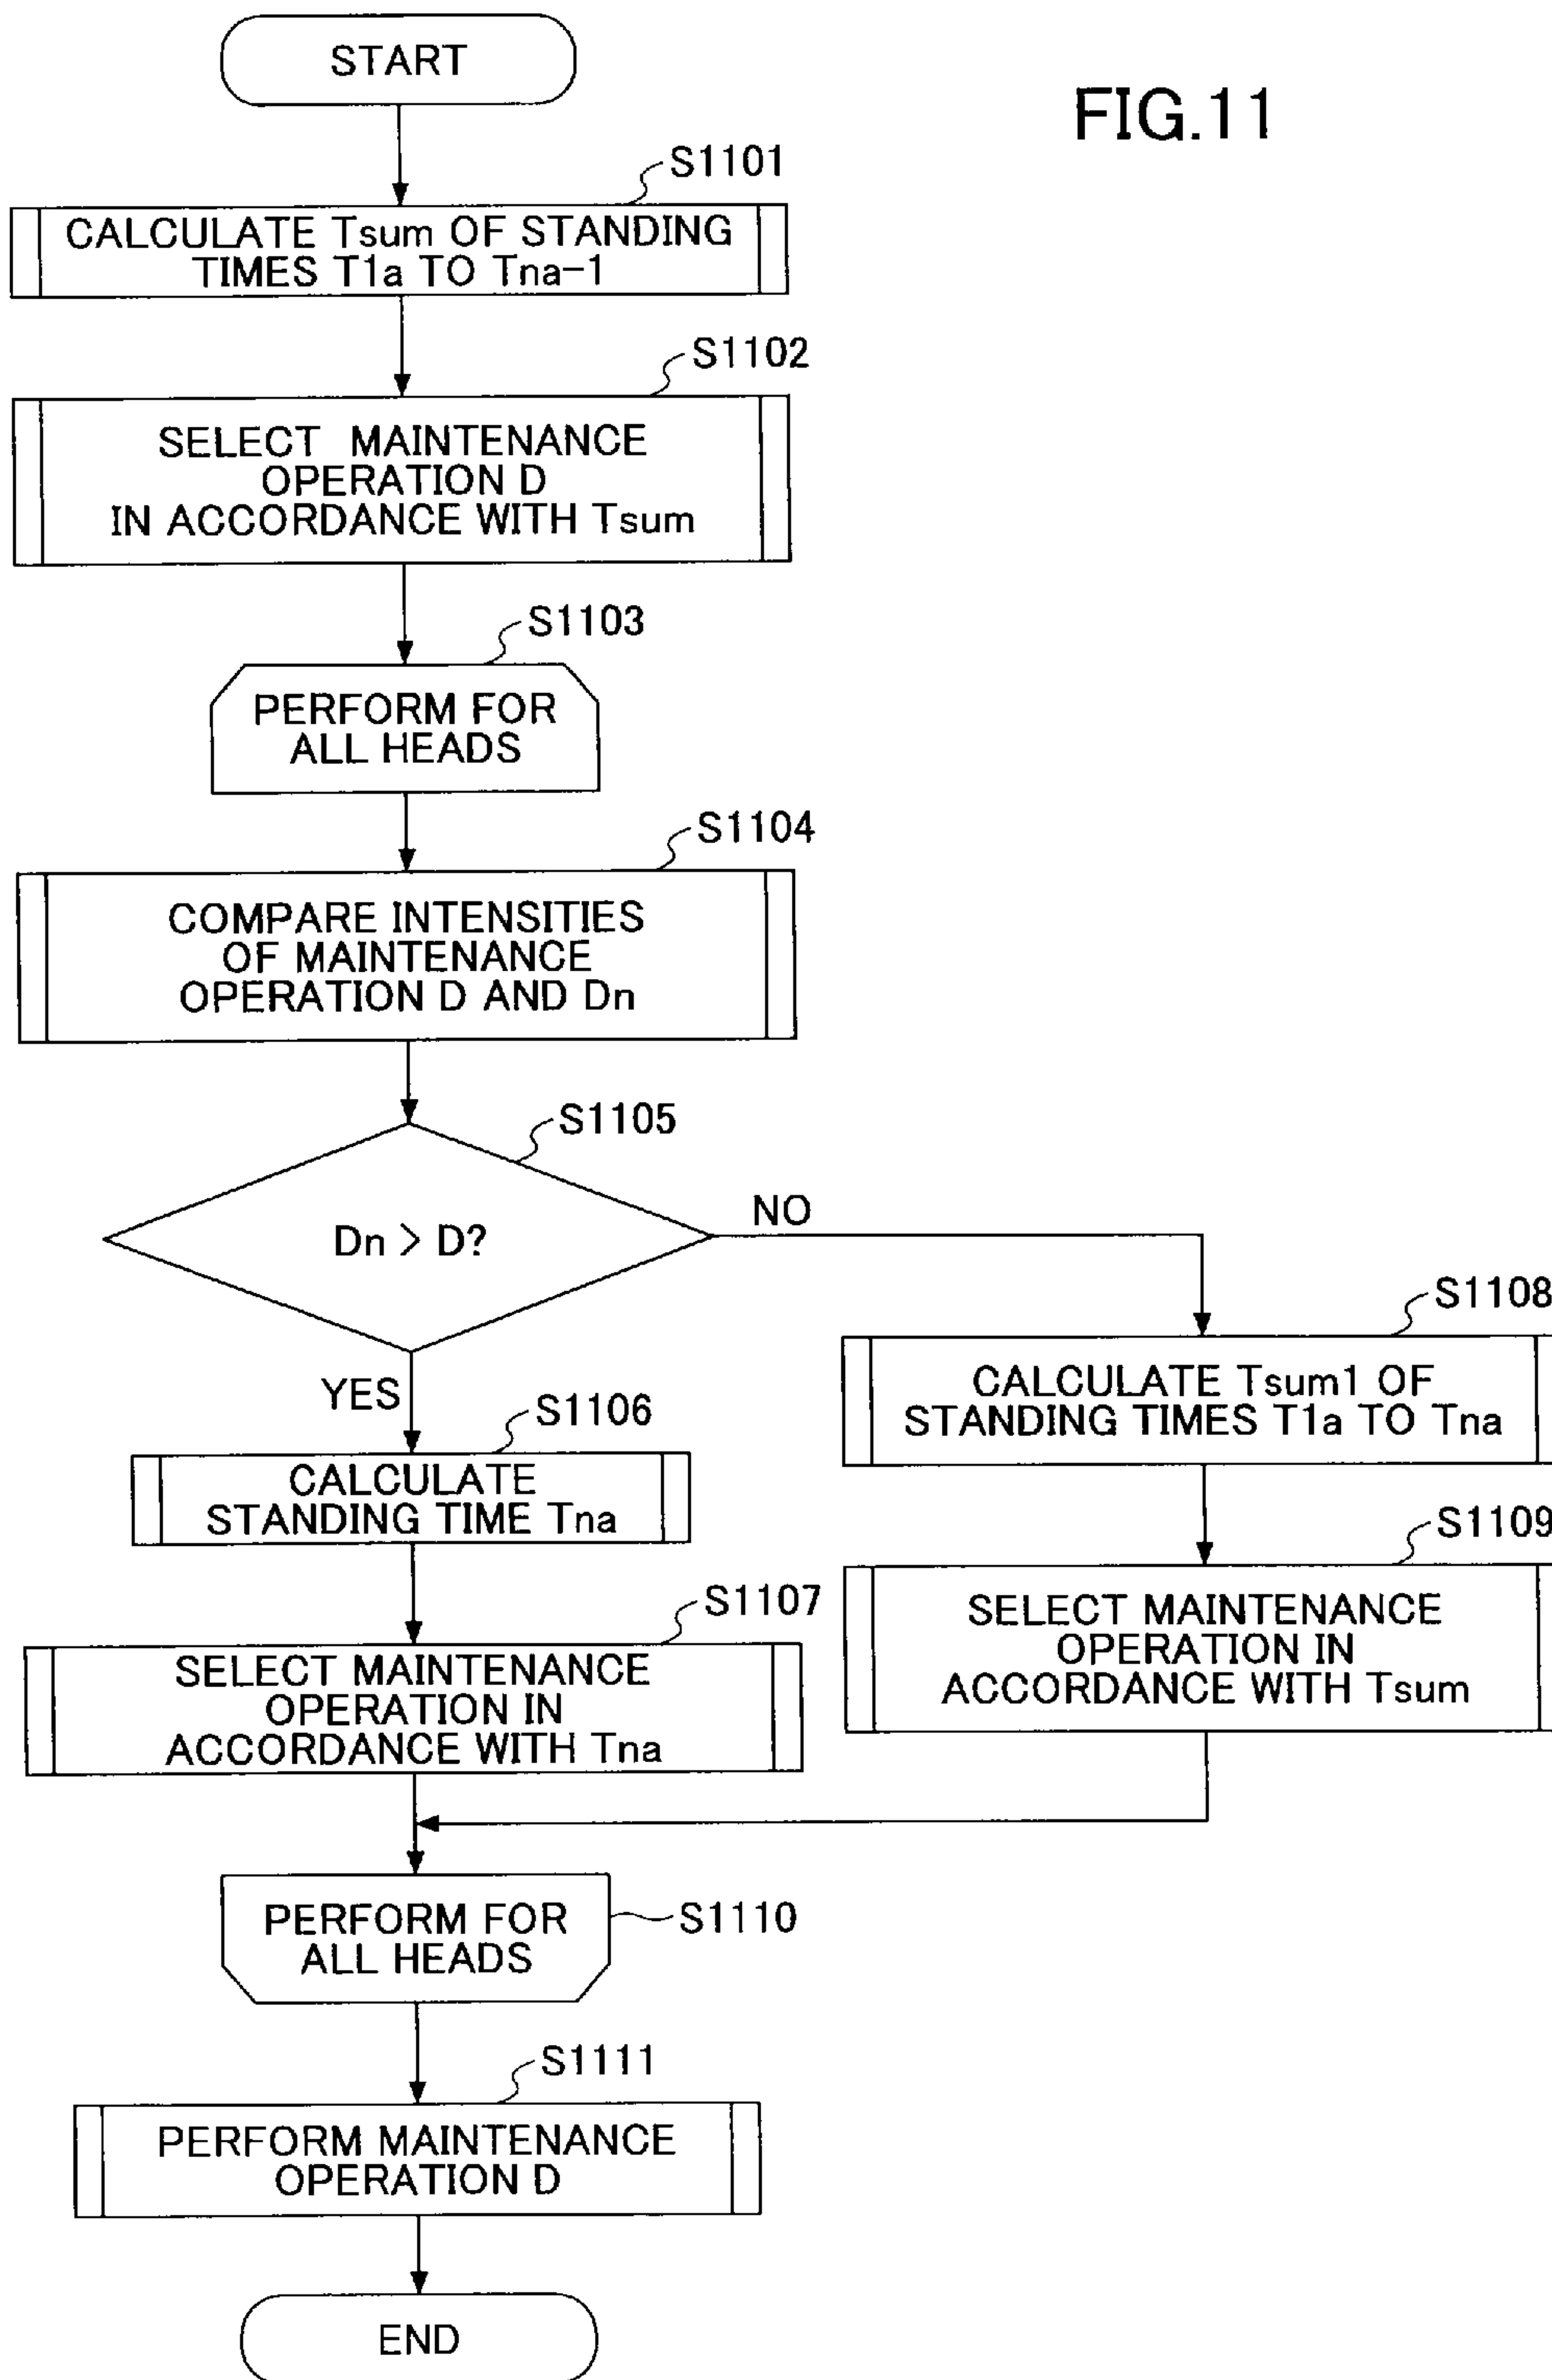 START
FIG.11
S1101
CALCULATE Tsum OF STANDING
TIMES T1a TO Tna-1
S1102
SELECT MAINTENANCE
OPERATION D
IN ACCORDANCE WITH Tsum
S1103
PERFORM FOR
ALL HEADS
S1104
COMPARE INTENSITIES
OF MAINTENANCE
OPERATION D AND Dn
S1105
Dn > D?
NO
YES
S1106
CALCULATE
STANDING TIME Tna
S1107
SELECT MAINTENANCE
OPERATION IN
ACCORDANCE WITH Tna
S1108
CALCULATE Tsum1 OF
STANDING TIMES T1a TO Tna
S1109
SELECT MAINTENANCE
OPERATION IN
ACCORDANCE WITH Tsum
PERFORM FOR
ALL HEADS
S1110
S1111
PERFORM MAINTENANCE
OPERATION D
END